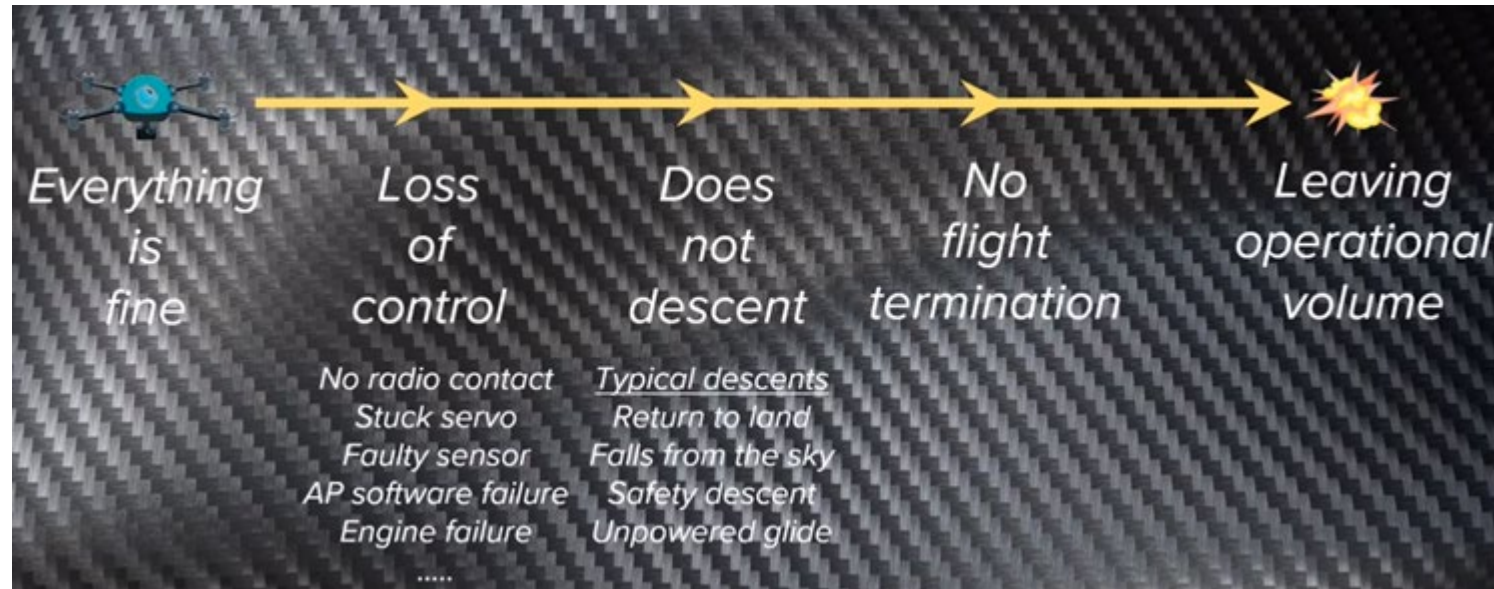 Everything
is
fine
Loss
of
control
No radio contact
Stuck servo
Faulty sensor
AP software failure
Engine failure
.....
Does
not
descent
Typical descents
Return to land
Falls from the sky
Safety descent
Unpowered glide
No
flight
termination
Leaving
operational
volume